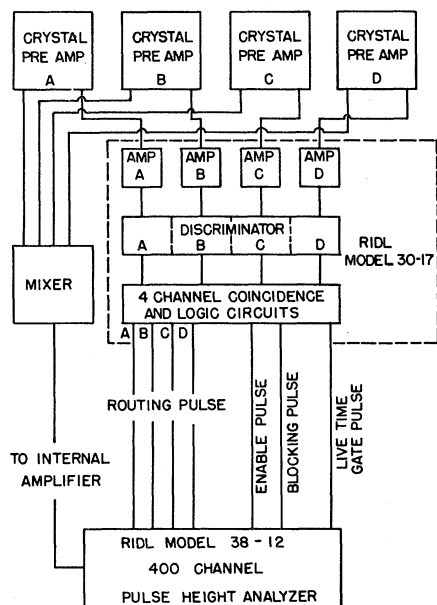 CRYSTAL
PRE AMP
A
CRYSTAL
PRE AMP
B
CRYSTAL
PRE AMP
C
CRYSTAL
PRE AMP
D
AMP
A
AMP
B
AMP
C
AMP
D
DISCRIMINATOR
A B C D
RIDL
MODEL 30-17
MIXER
4 CHANNEL COINCIDENCE
AND LOGIC CIRCUITS
A B C D
ROUTING PULSE
ENABLE PULSE
BLOCKING PULSE
LIVE TIME
GATE PULSE
TO INTERNAL
AMPLIFIER
RIDL MODEL 38-12
400 CHANNEL
PULSE HEIGHT ANALYZER